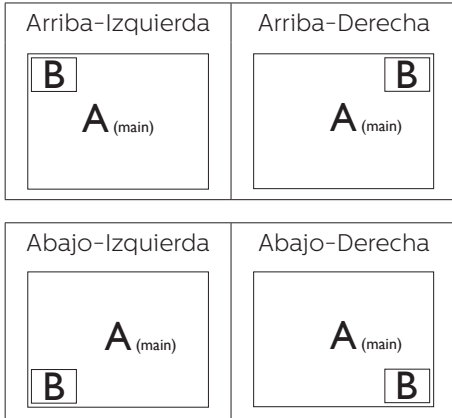 Arriba-Izquierda Arriba-Derecha
B B
A (main) A (main)
Abajo-Izquierda Abajo-Derecha
A (main) A (main)
B B